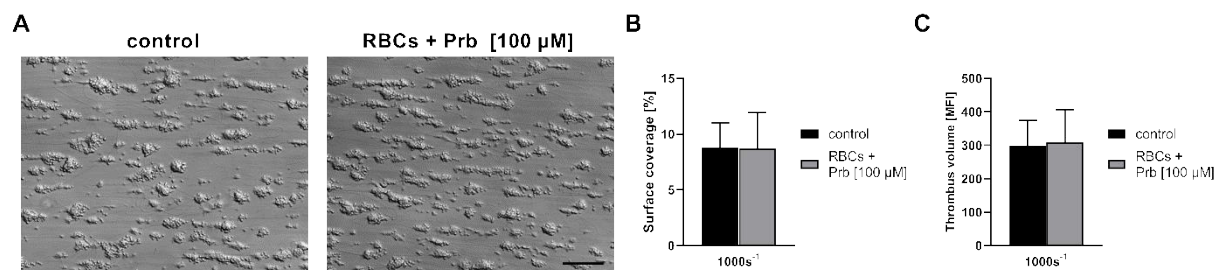 A
control
RBCs + Prb [100 µM]
B
Surface coverage [%]
15
10
5
0
1000s⁻¹
control
RBCs +
Prb [100 µM]
C
Thrombus volume [MFI]
500
400
300
200
100
0
1000s⁻¹
control
RBCs +
Prb [100 µM]